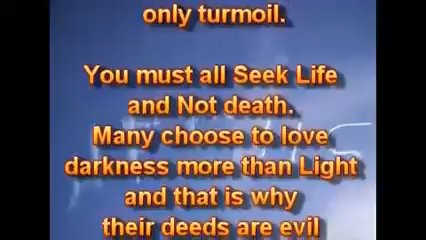 only turmoil.
You must all Seek Life
and Not death.
Many choose to love
darkness more than Light
and that is why
their deeds are evil